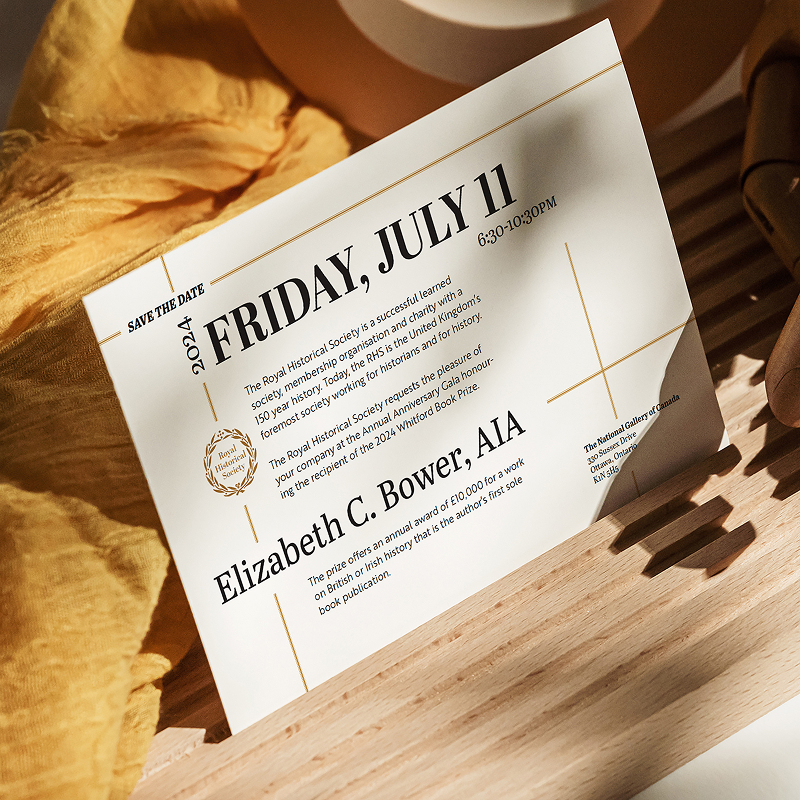 SAVE THE DATE
2024
FRIDAY, JULY 11
6:30-10:30PM
The Royal Historical Society is a successful learned
society, membership organisation and charity with a
150 year history. Today, the RHS is the United Kingdom's
foremost society working for historians and for history.
The Royal Historical Society requests the pleasure of
your company at the Annual Anniversary Gala honour-
ing the recipient of the 2024 Whitford Book Prize.
Royal
Historical
Society
Elizabeth C. Bower, AIA
The prize offers an annual award of £10,000 for a work
on British or Irish history that is the author's first sole
book publication.
The National Gallery of Canada
330 Sussex Drive
Ottawa, Ontario
K1N 5H5